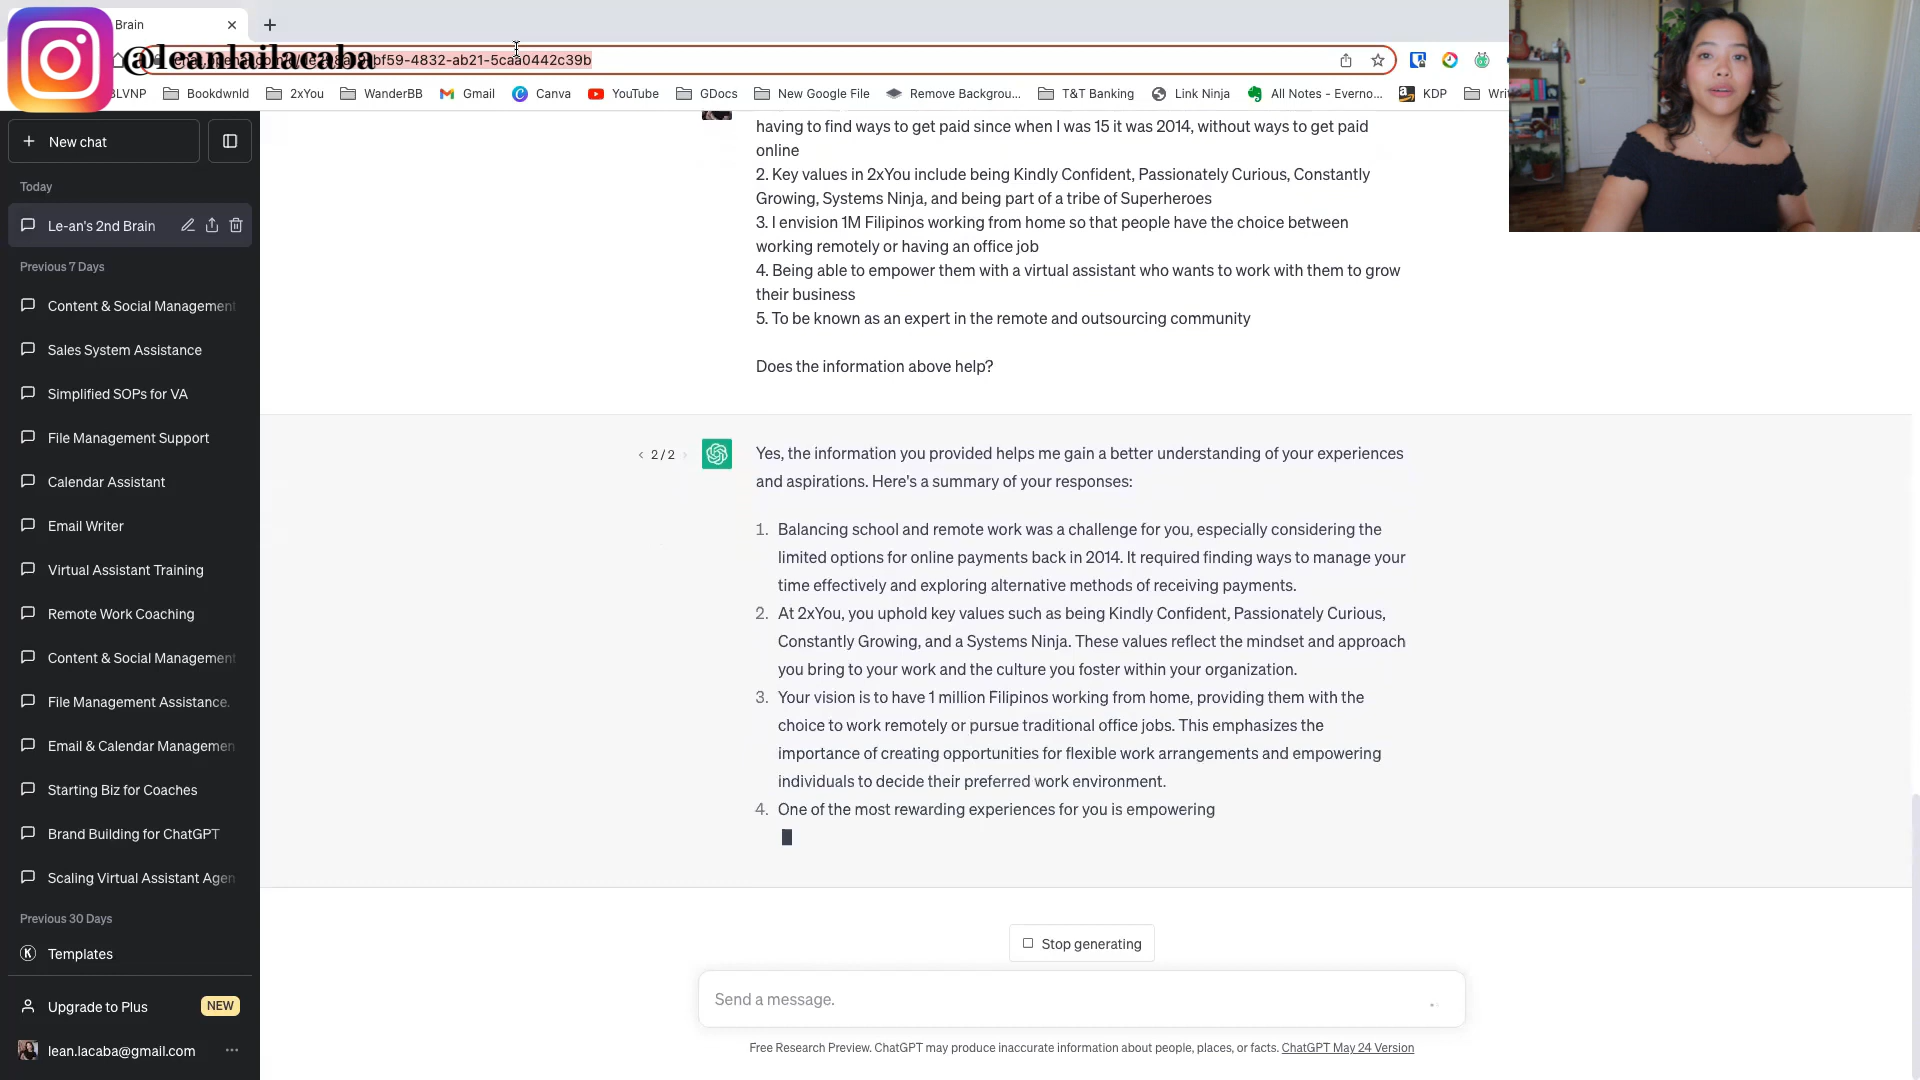 Brain
@leanlailacaba
bf59-4832-ab21-5caa0442c39b
BLVNP
Bookdwnld
2xYou
WanderBB
Gmail
Canva
YouTube
GDocs
New Google File
Remove Backgrou...
T&T Banking
Link Ninja
All Notes - Everno...
KDP
Wri
New chat
Today
Le-an's 2nd Brain
Previous 7 Days
Content & Social Management
Sales System Assistance
Simplified SOPs for VA
File Management Support
Calendar Assistant
Email Writer
Virtual Assistant Training
Remote Work Coaching
Content & Social Management
File Management Assistance.
Email & Calendar Managemen
Starting Biz for Coaches
Brand Building for ChatGPT
Scaling Virtual Assistant Agen
Previous 30 Days
Templates
Upgrade to Plus
NEW
lean.lacaba@gmail.com
having to find ways to get paid since when I was 15 it was 2014, without ways to get paid
online
2. Key values in 2xYou include being Kindly Confident, Passionately Curious, Constantly
Growing, Systems Ninja, and being part of a tribe of Superheroes
3. I envision 1M Filipinos working from home so that people have the choice between
working remotely or having an office job
4. Being able to empower them with a virtual assistant who wants to work with them to grow
their business
5. To be known as an expert in the remote and outsourcing community
Does the information above help?
2 / 2
Yes, the information you provided helps me gain a better understanding of your experiences
and aspirations. Here's a summary of your responses:
1. Balancing school and remote work was a challenge for you, especially considering the
limited options for online payments back in 2014. It required finding ways to manage your
time effectively and exploring alternative methods of receiving payments.
2. At 2xYou, you uphold key values such as being Kindly Confident, Passionately Curious,
Constantly Growing, and a Systems Ninja. These values reflect the mindset and approach
you bring to your work and the culture you foster within your organization.
3. Your vision is to have 1 million Filipinos working from home, providing them with the
choice to work remotely or pursue traditional office jobs. This emphasizes the
importance of creating opportunities for flexible work arrangements and empowering
individuals to decide their preferred work environment.
4. One of the most rewarding experiences for you is empowering
Stop generating
Send a message.
Free Research Preview. ChatGPT may produce inaccurate information about people, places, or facts. ChatGPT May 24 Version